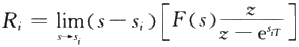 R_i = \lim_{s \to s_i} (s - s_i) \left[ F(s) \frac{z}{z - e^{s_i T}} \right]